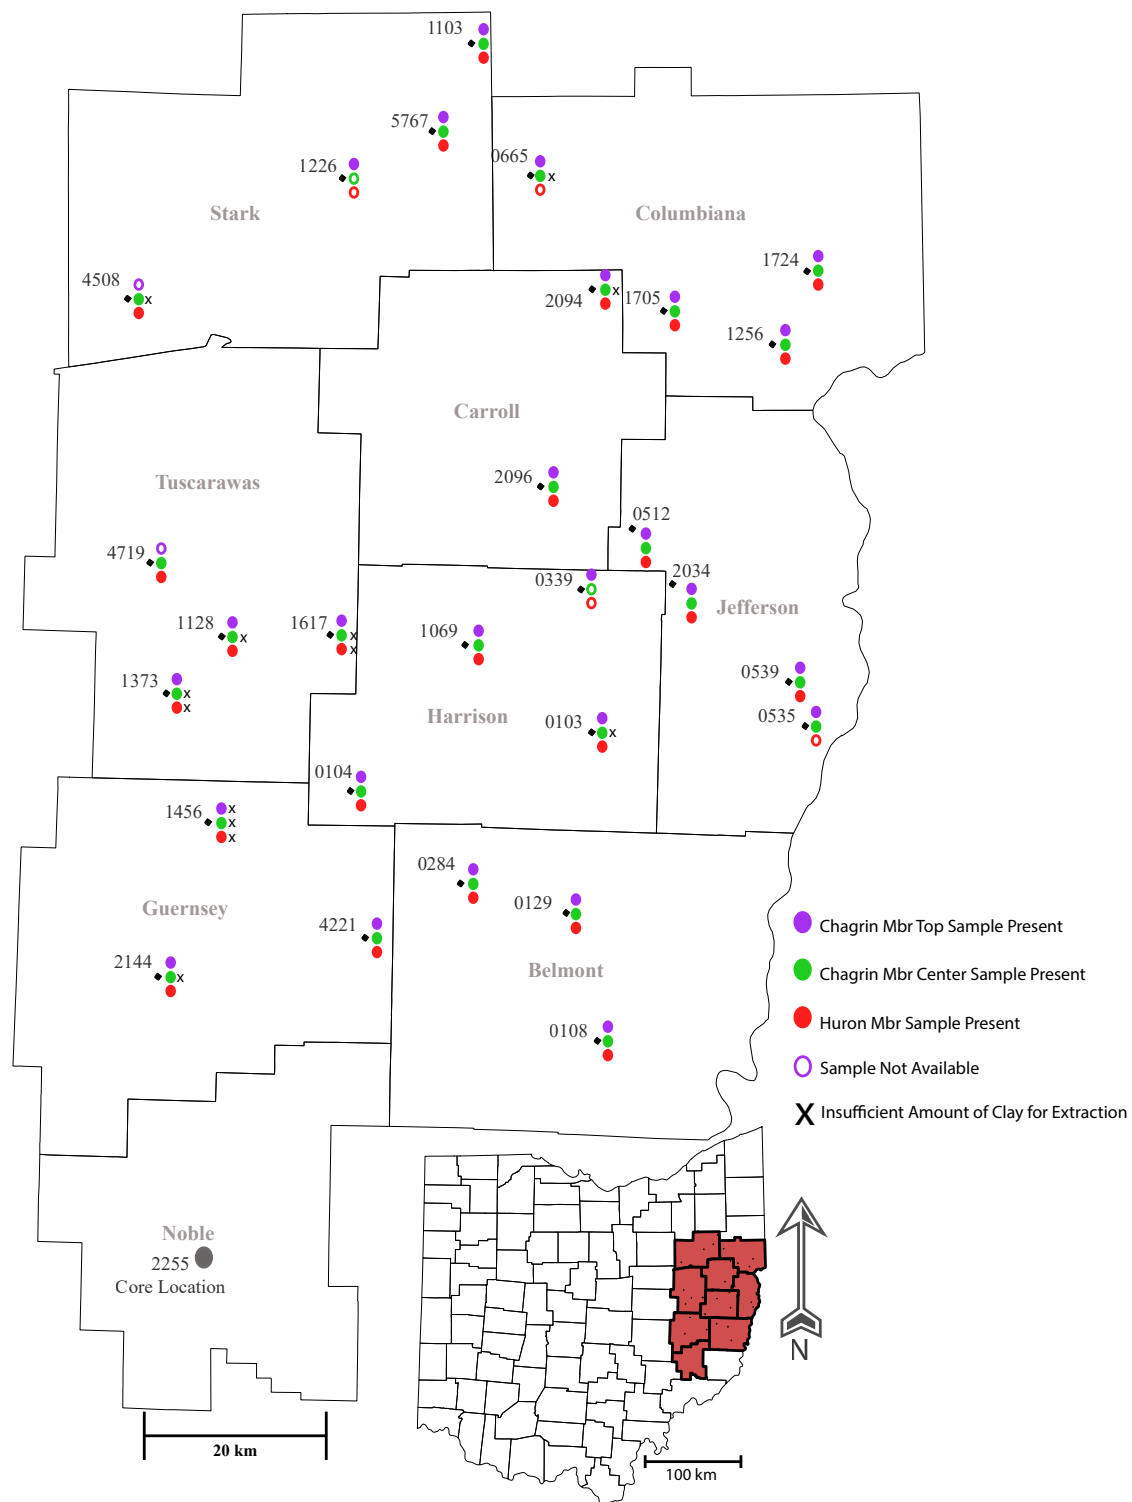 1103
5767
1226
0665
Stark
Columbiana
4508
1724
2094
1705
1256
Carroll
Tuscarawas
2096
0512
4719
0339
2034
Jefferson
1128
1617
1069
1373
0539
Harrison
0103
0535
0104
1456
0284
0129
Guernsey
4221
2144
Belmont
0108
Chagrin Mbr Top Sample Present
Chagrin Mbr Center Sample Present
Huron Mbr Sample Present
Sample Not Available
X Insufficient Amount of Clay for Extraction
Noble
2255
Core Location
N
20 km
100 km